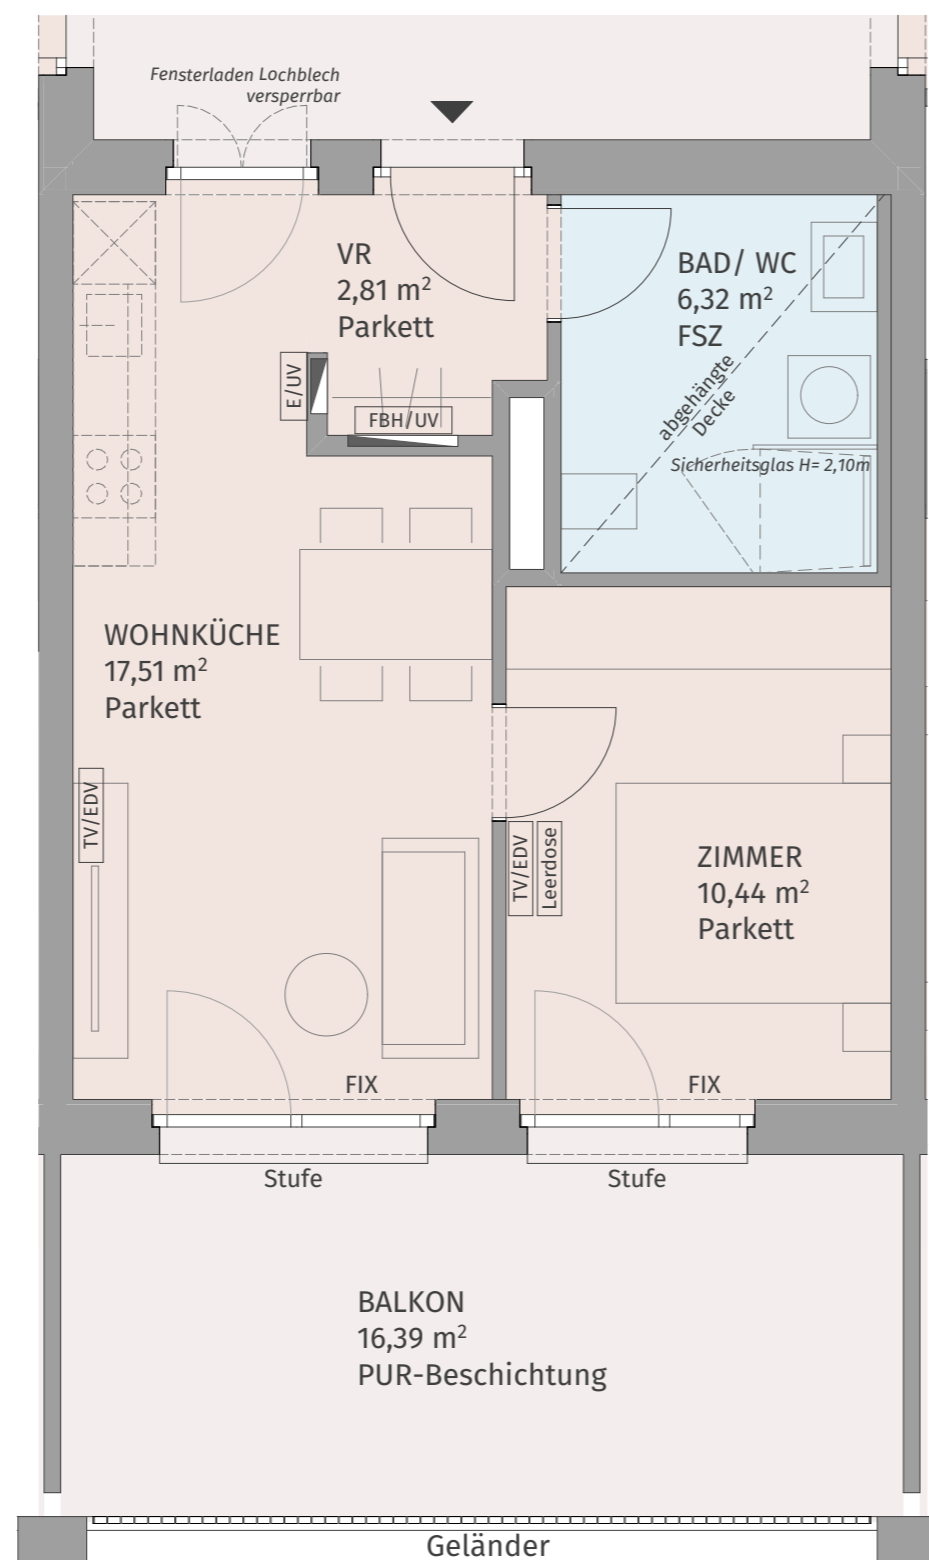 Fensterladen Lochblech
versperrbar
VR
2,81 m²
Parkett
BAD/ WC
6,32 m²
FSZ
abgehängte
Decke
E/UV
FBH/UV
Sicherheitsglas H= 2,10m
WOHNKÜCHE
17,51 m²
Parkett
TV/EDV
TV/EDV
Leerdose
ZIMMER
10,44 m²
Parkett
FIX
FIX
Stufe
Stufe
BALKON
16,39 m²
PUR-Beschichtung
Geländer